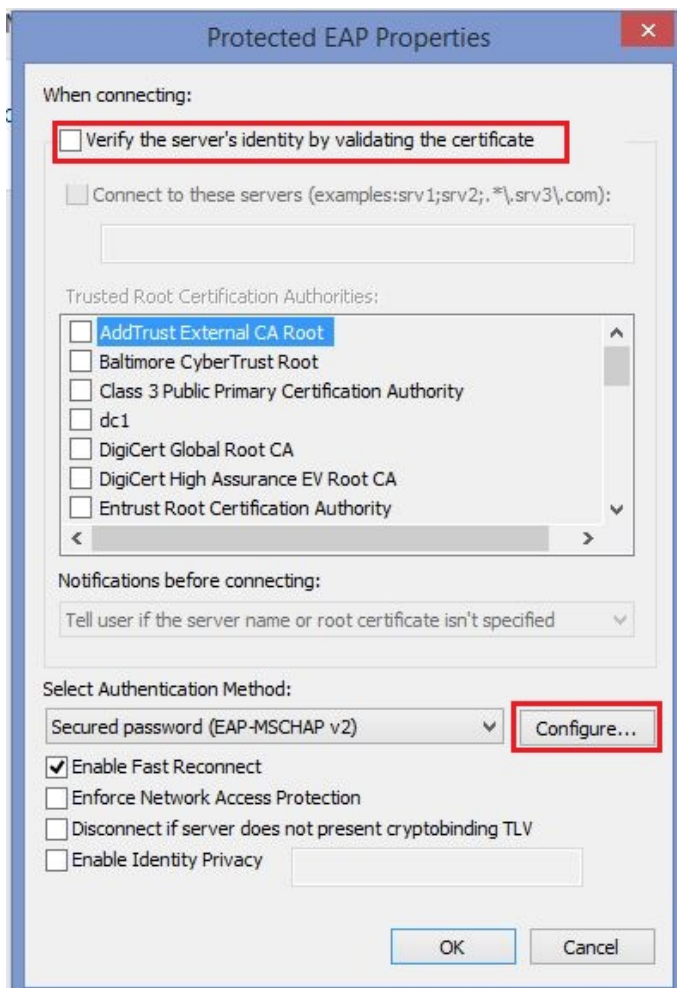 Protected EAP Properties
When connecting:
Verify the server's identity by validating the certificate
Connect to these servers (examples:srv1;srv2;.*\.srv3\.com):
Trusted Root Certification Authorities:
AddTrust External CA Root
Baltimore CyberTrust Root
Class 3 Public Primary Certification Authority
dc1
DigiCert Global Root CA
DigiCert High Assurance EV Root CA
Entrust Root Certification Authority
Notifications before connecting:
Tell user if the server name or root certificate isn't specified
Select Authentication Method:
Secured password (EAP-MSCHAP v2)
Configure...
Enable Fast Reconnect
Enforce Network Access Protection
Disconnect if server does not present cryptobinding TLV
Enable Identity Privacy
OK
Cancel